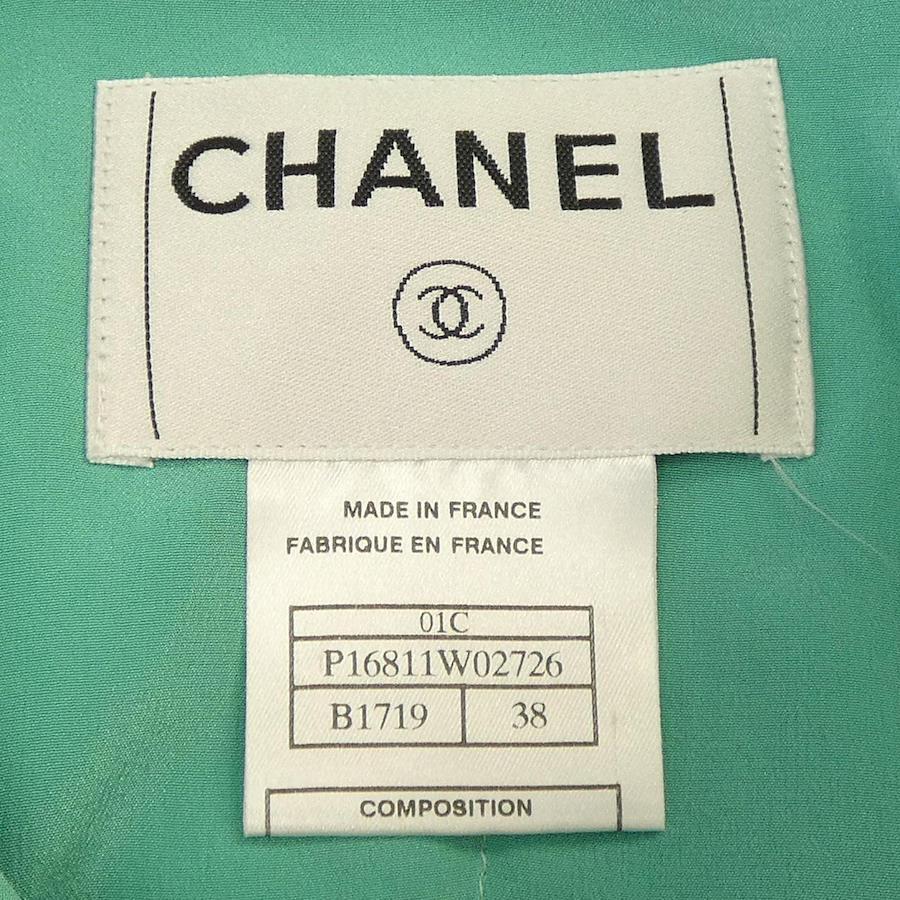 CHANEL
MADE IN FRANCE
FABRIQUE EN FRANCE
01C
P16811W02726
B1719 38
COMPOSITION